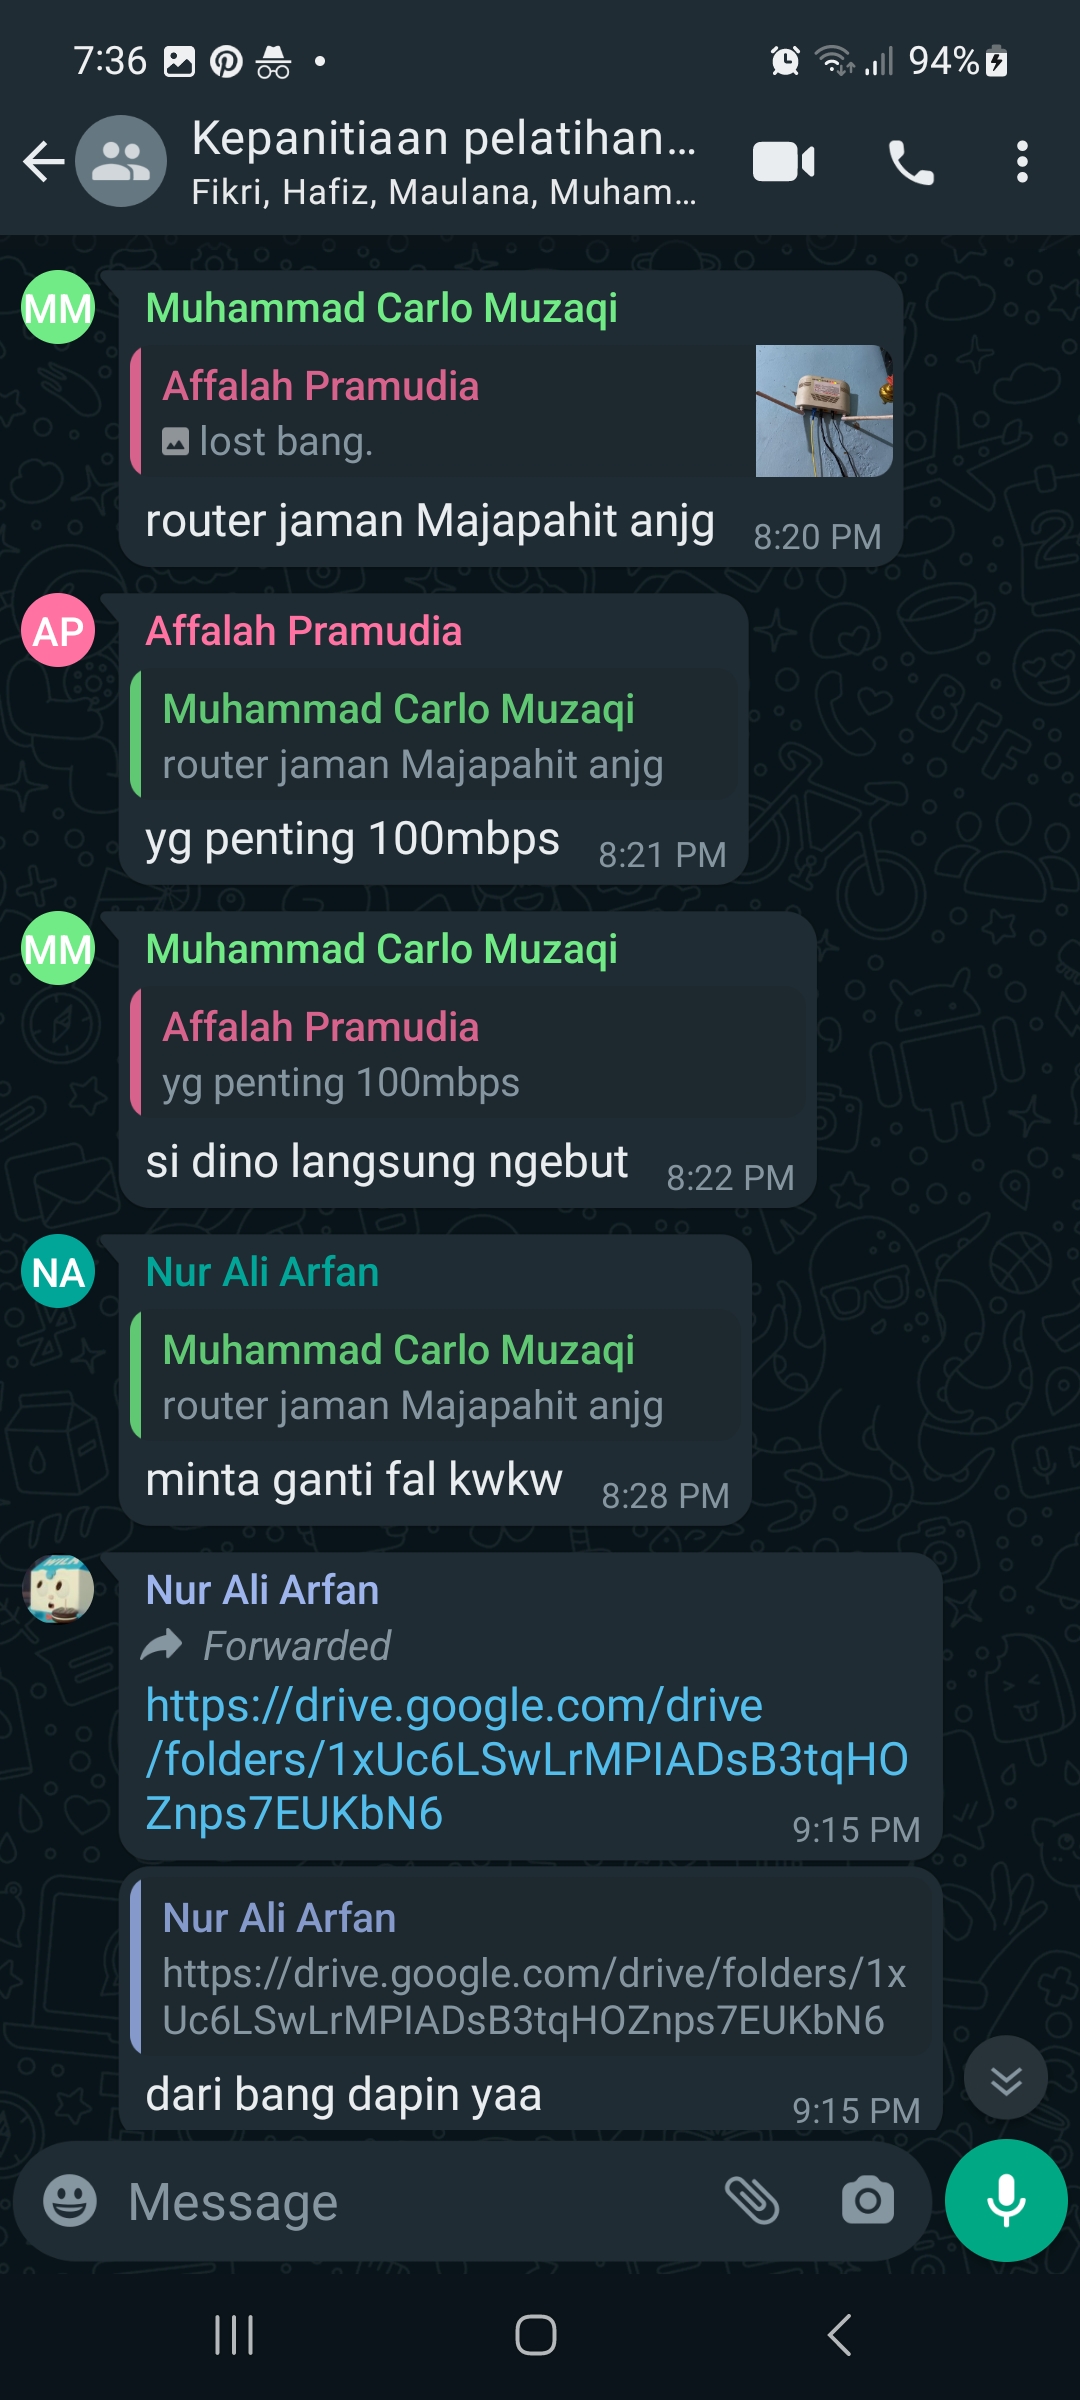 7:36
94%
Kepanitiaan pelatihan...
Fikri, Hafiz, Maulana, Muham...
MM
Muhammad Carlo Muzaqi
Affalah Pramudia
lost bang.
router jaman Majapahit anjg
8:20 PM
AP
Affalah Pramudia
Muhammad Carlo Muzaqi
router jaman Majapahit anjg
yg penting 100mbps
8:21 PM
MM
Muhammad Carlo Muzaqi
Affalah Pramudia
yg penting 100mbps
si dino langsung ngebut
8:22 PM
NA
Nur Ali Arfan
Muhammad Carlo Muzaqi
router jaman Majapahit anjg
minta ganti fal kwkw
8:28 PM
Nur Ali Arfan
Forwarded
https://drive.google.com/drive
/folders/1xUc6LSwLrMPIADsB3tqHO
Znps7EUKbN6
9:15 PM
Nur Ali Arfan
https://drive.google.com/drive/folders/1x
Uc6LSwLrMPIADsB3tqHOZnps7EUKbN6
dari bang dapin yaa
9:15 PM
Message